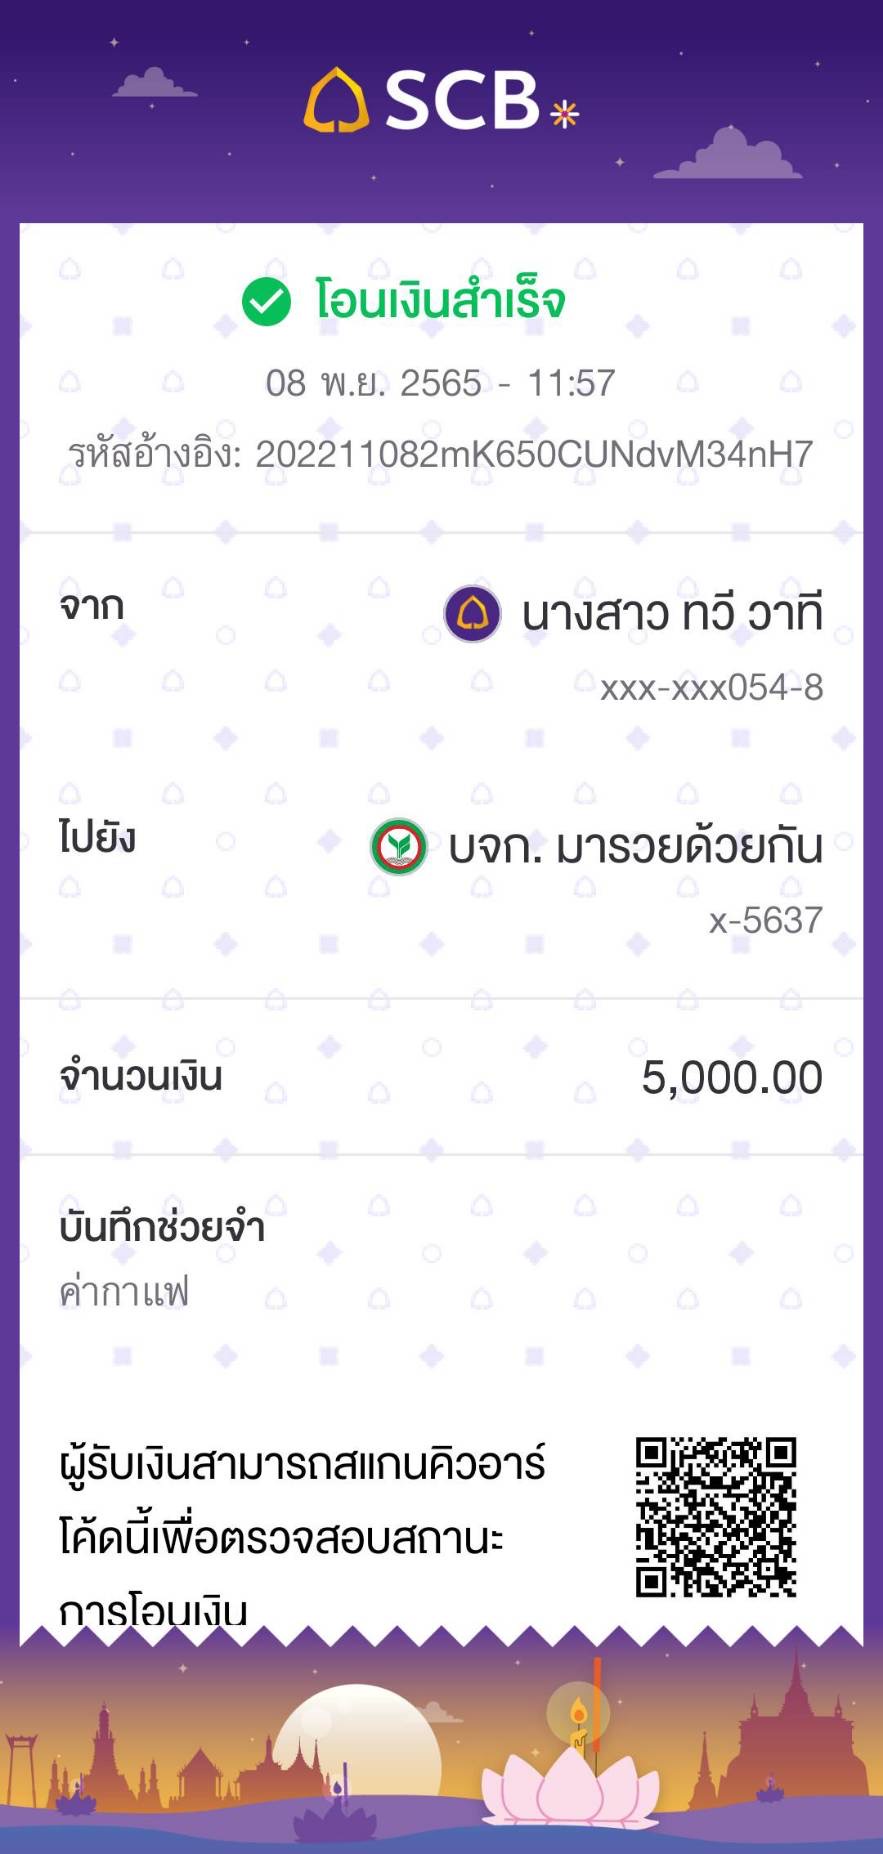 SCB
โอนเงินสำเร็จ
08 พ.ย. 2565 - 11:57
รหัสอ้างอิง: 202211082mK650CUNdvM34nH7
จาก
นางสาว ทวี วาที
xxx-xxx054-8
ไปยัง
บจก. มารวยด้วยกัน
x-5637
จำนวนเงิน 5,000.00
บันทึกช่วยจำ
ค่ากาแฟ
ผู้รับเงินสามารถสแกนคิวอาร์
โค้ดนี้เพื่อตรวจสอบสถานะ
การโอนเงิน